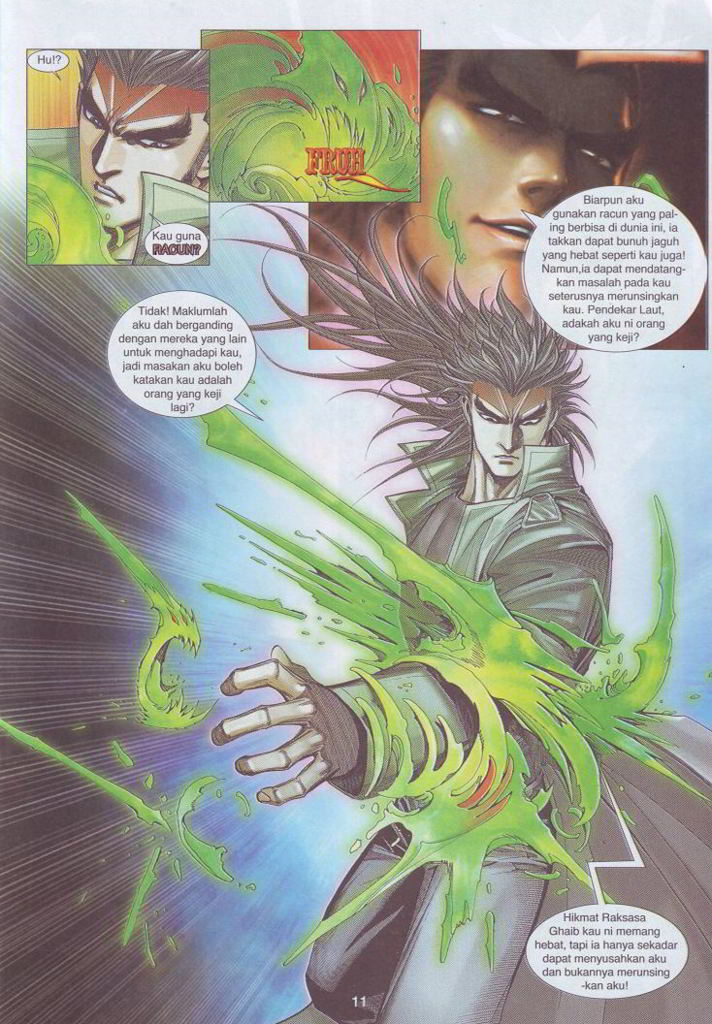 Hu!?
Kau guna
RACUN!?
FRUH
Biarpun aku
gunakan racun yang pal-
ing berbisa di dunia ini, ia
takkan dapat bunuh jaguh
yang hebat seperti kau juga!
Namun,ia dapat mendatang-
kan masalah pada kau
seterusnya merunsingkan
kau. Pendekar Laut,
adakah aku ni orang
yang keji?
Tidak! Maklumlah
aku dah berganding
dengan mereka yang lain
untuk menghadapi kau,
jadi masakan aku boleh
katakan kau adalah
orang yang keji
lagi?
Hikmat Raksasa
Ghaib kau ni memang
hebat, tapi ia hanya sekadar
dapat menyusahkan aku
dan bukannya merunsing
-kan aku!
11